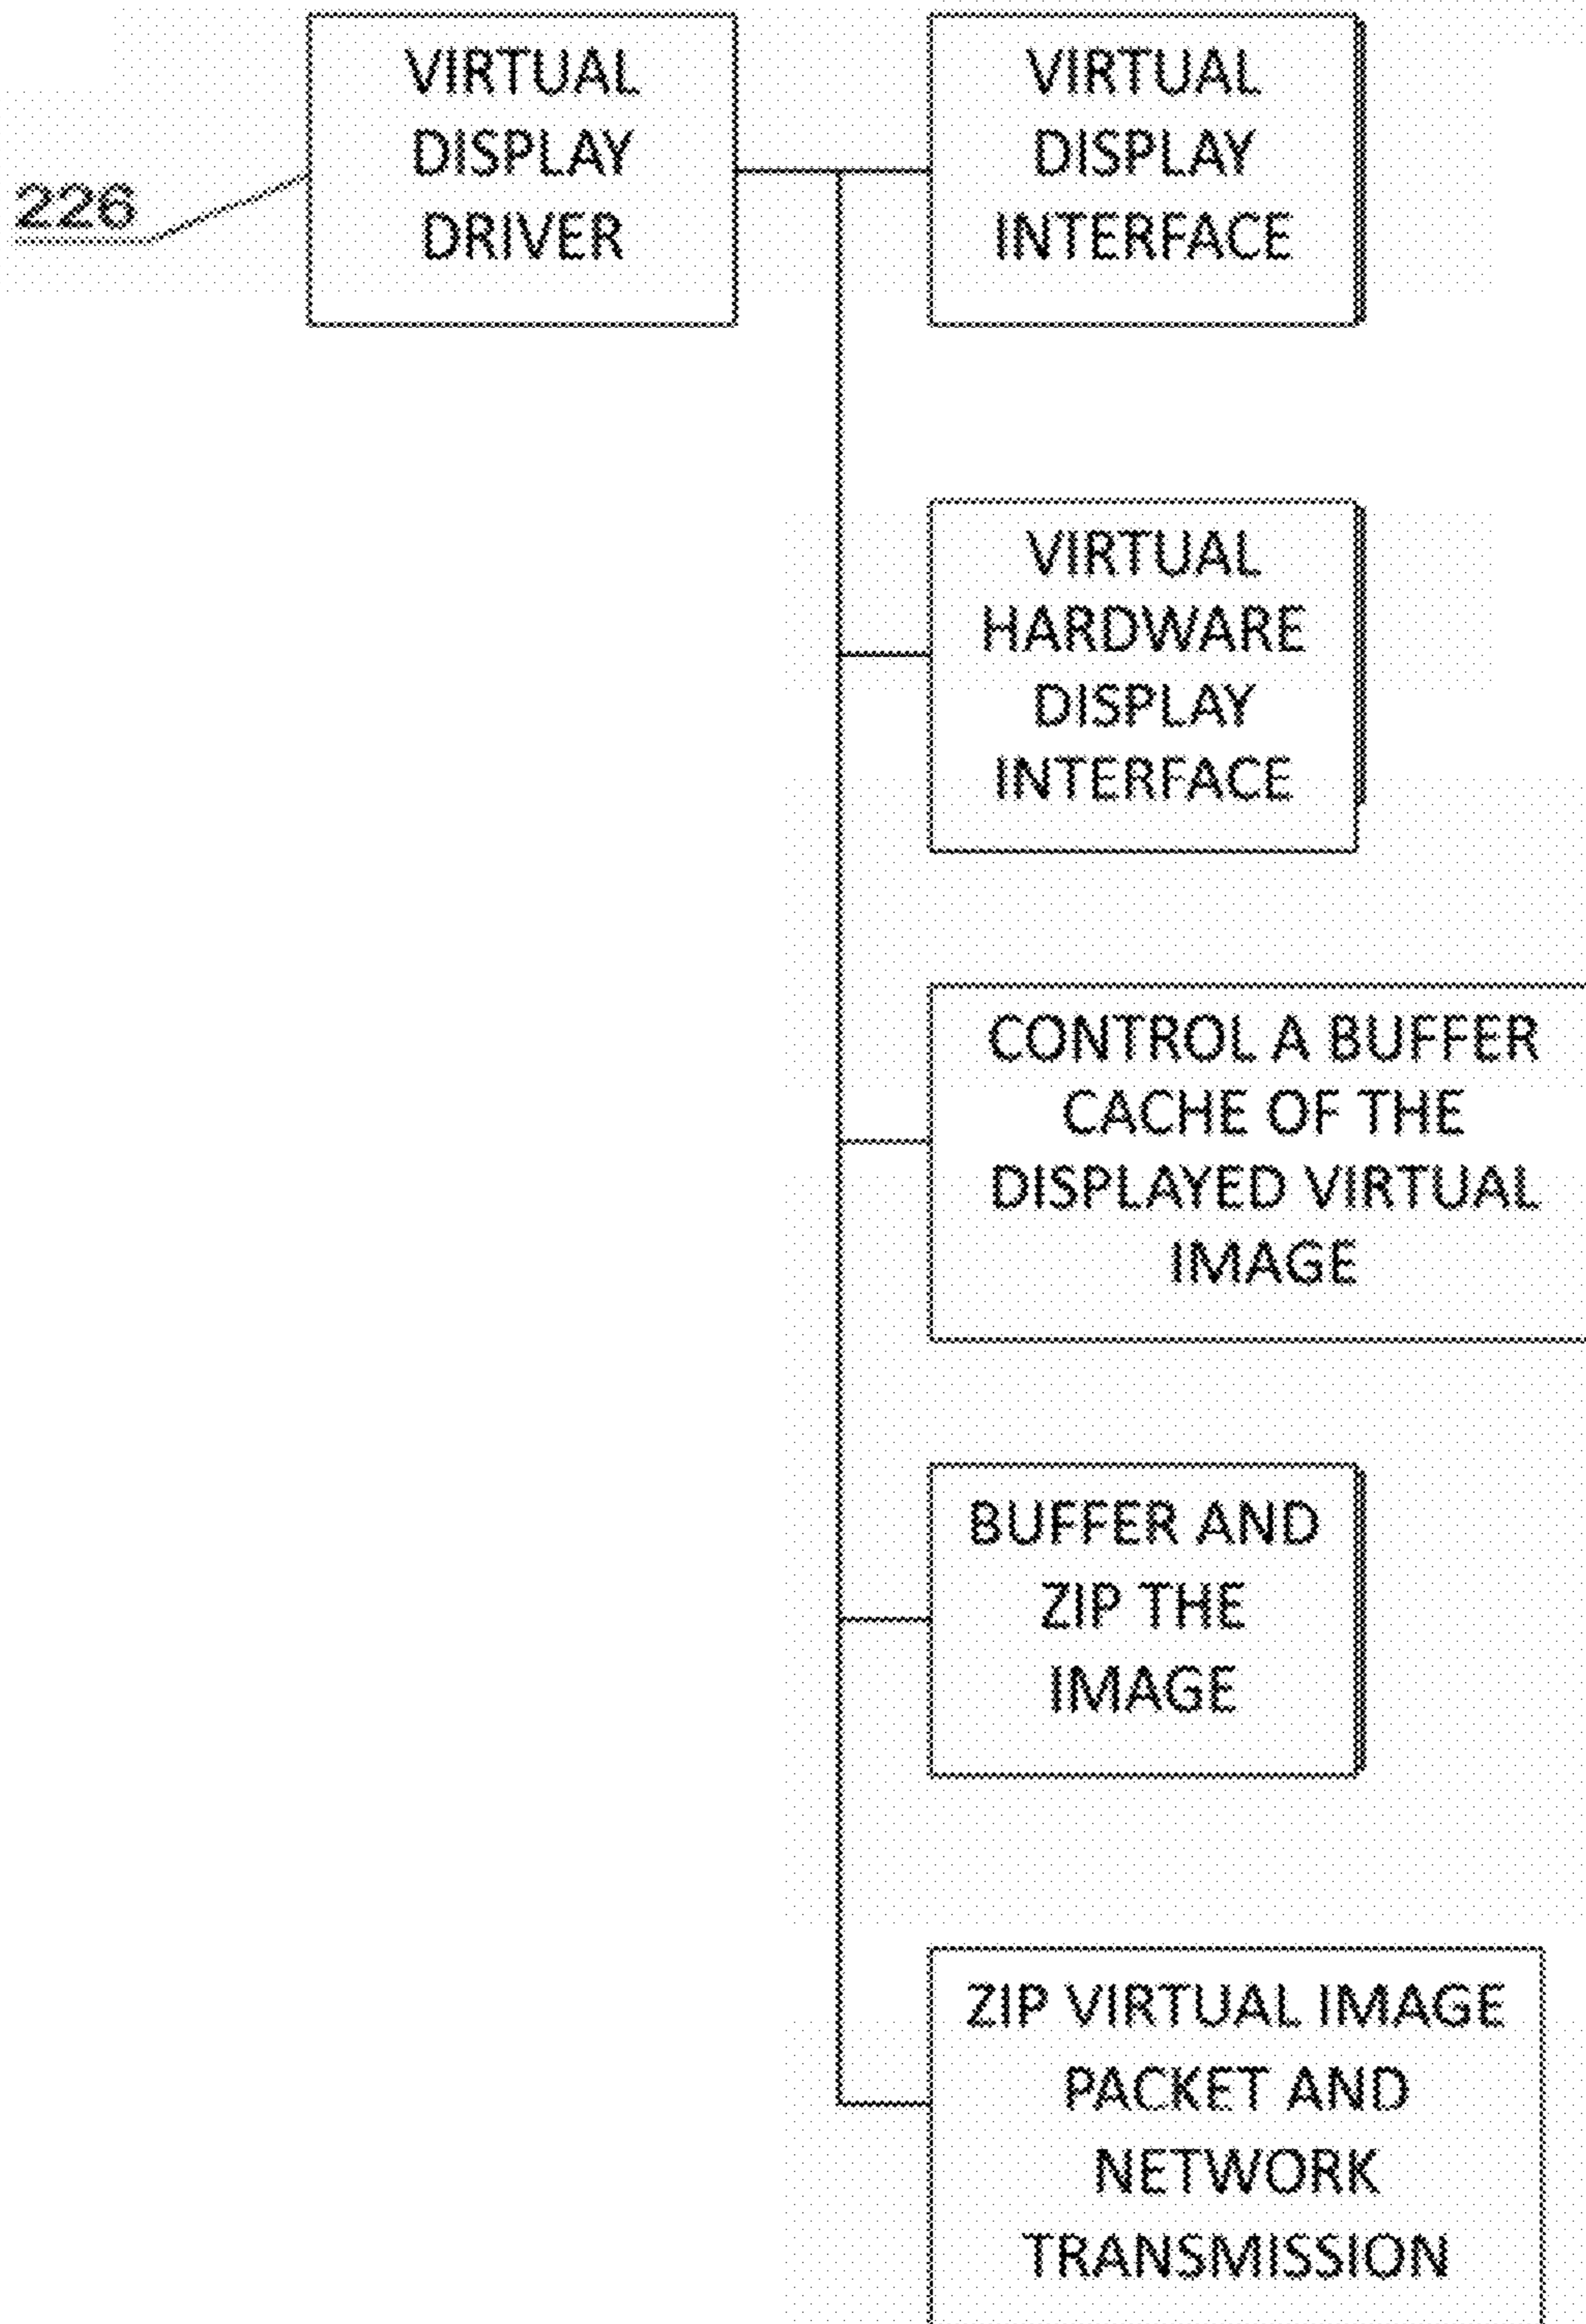 VIRTUAL
DISPLAY
DRIVER
226
VIRTUAL
DISPLAY
INTERFACE
VIRTUAL
HARDWARE
DISPLAY
INTERFACE
CONTROL A BUFFER
CACHE OF THE
DISPLAYED VIRTUAL
IMAGE
BUFFER AND
ZIP THE
IMAGE
ZIP VIRTUAL IMAGE
PACKET AND
NETWORK
TRANSMISSION